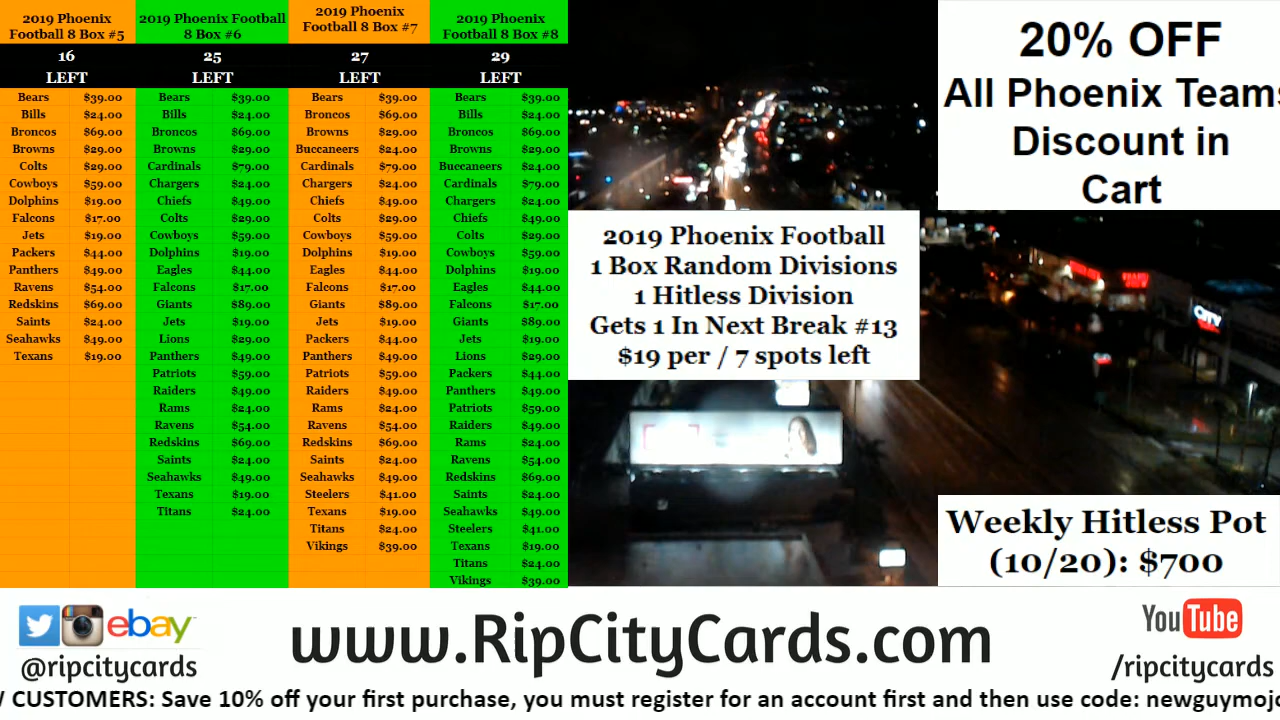 2019 Phoenix
Football 8 Box #5
16
LEFT
Bears $39.00
Bills $24.00
Broncos $69.00
Browns $29.00
Colts $29.00
Cowboys $59.00
Dolphins $19.00
Falcons $17.00
Jets $19.00
Packers $44.00
Panthers $49.00
Ravens $54.00
Redskins $69.00
Saints $24.00
Seahawks $49.00
Texans $19.00
2019 Phoenix Football
8 Box #6
25
LEFT
Bears $39.00
Bills $24.00
Broncos $69.00
Browns $29.00
Cardinals $79.00
Chargers $24.00
Chiefs $49.00
Colts $29.00
Cowboys $59.00
Dolphins $19.00
Eagles $44.00
Falcons $17.00
Giants $89.00
Jets $19.00
Lions $29.00
Panthers $49.00
Patriots $59.00
Raiders $49.00
Rams $24.00
Ravens $54.00
Redskins $69.00
Saints $24.00
Seahawks $49.00
Texans $19.00
Titans $24.00
2019 Phoenix
Football 8 Box #7
27
LEFT
Bears $39.00
Broncos $69.00
Browns $29.00
Buccaneers $24.00
Cardinals $79.00
Chargers $24.00
Chiefs $49.00
Colts $29.00
Cowboys $59.00
Dolphins $19.00
Eagles $44.00
Falcons $17.00
Giants $89.00
Jets $19.00
Packers $44.00
Panthers $49.00
Patriots $59.00
Raiders $49.00
Rams $24.00
Ravens $54.00
Redskins $69.00
Saints $24.00
Seahawks $49.00
Steelers $41.00
Texans $19.00
Titans $24.00
Vikings $39.00
2019 Phoenix
Football 8 Box #8
29
LEFT
Bears $39.00
Bills $24.00
Broncos $69.00
Browns $29.00
Buccaneers $24.00
Cardinals $79.00
Chargers $24.00
Chiefs $49.00
Colts $29.00
Cowboys $59.00
Dolphins $19.00
Eagles $44.00
Falcons $17.00
Giants $89.00
Jets $19.00
Lions $29.00
Packers $44.00
Panthers $49.00
Patriots $59.00
Raiders $49.00
Rams $24.00
Ravens $54.00
Redskins $69.00
Saints $24.00
Seahawks $49.00
Steelers $41.00
Texans $19.00
Titans $24.00
Vikings $39.00
2019 Phoenix Football
1 Box Random Divisions
1 Hitless Division
Gets 1 In Next Break #13
$19 per / 7 spots left
20% OFF
All Phoenix Teams
Discount in
Cart
Weekly Hitless Pot
(10/20): $700
ebay
@ripcitycards
www.RipCityCards.com
YouTube
/ripcitycards
CUSTOMERS: Save 10% off your first purchase, you must register for an account first and then use code: newguymojo